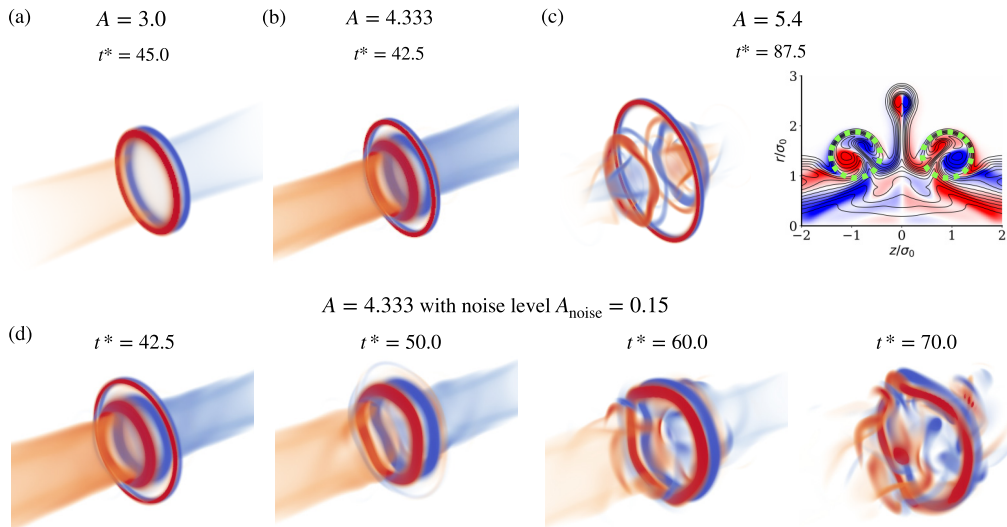 (a)
A = 3.0
t* = 45.0
(b)
A = 4.333
t* = 42.5
(c)
A = 5.4
t* = 87.5
3
2
1
0
r/σ₀
−2
−1
0
1
2
z/σ₀
A = 4.333 with noise level Aₙₒᵢₛₑ = 0.15
(d)
t* = 42.5
t* = 50.0
t* = 60.0
t* = 70.0